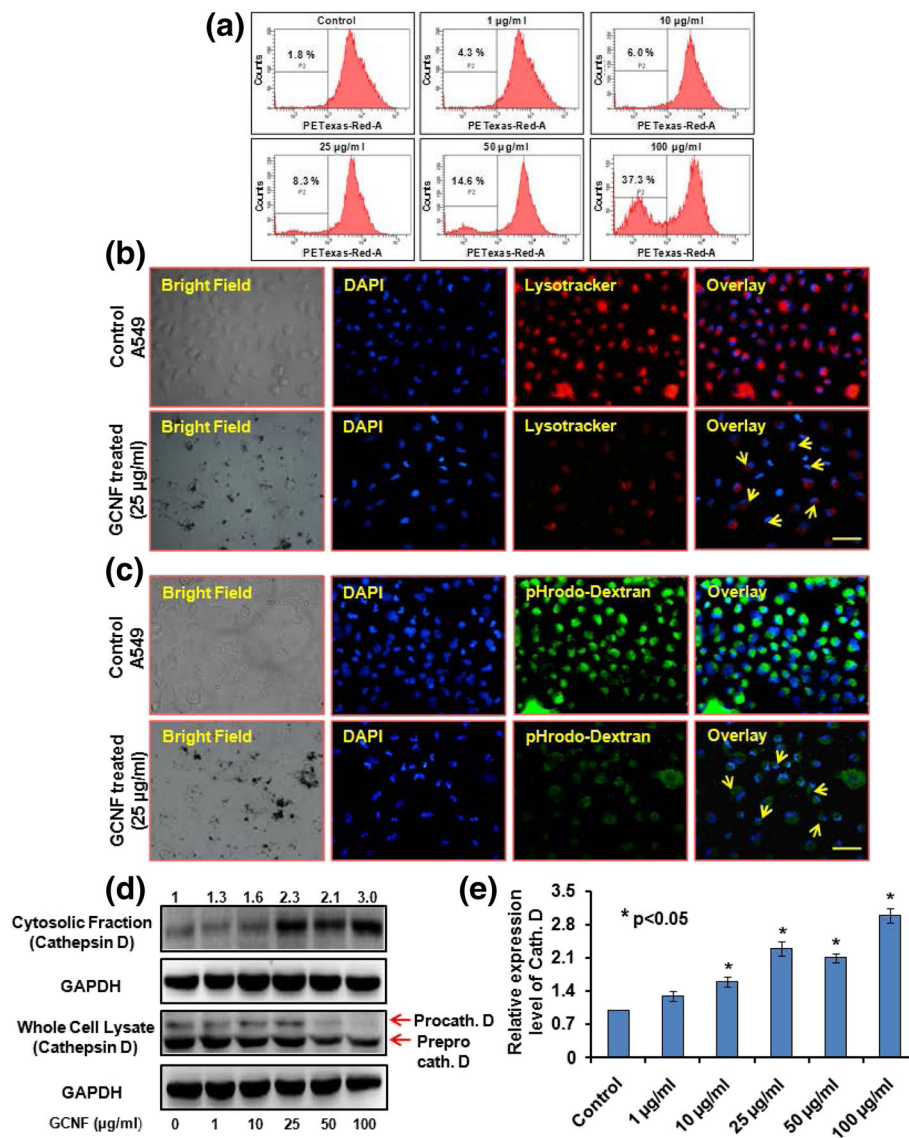 (a)
Control
1 µg/ml
10 µg/ml
1.8 %
P2
4.3 %
P2
6.0 %
P2
Counts
Counts
Counts
PE Texas-Red-A
PE Texas-Red-A
PE Texas-Red-A
25 µg/ml
50 µg/ml
100 µg/ml
8.3 %
P2
14.6 %
P2
37.3 %
P2
Counts
Counts
Counts
PE Texas-Red-A
PE Texas-Red-A
PE Texas-Red-A
(b)
Control
A549
Bright Field
DAPI
Lysotracker
Overlay
GCNF treated
(25 µg/ml)
Bright Field
DAPI
Lysotracker
Overlay
(c)
Control
A549
Bright Field
DAPI
pHrodo-Dextran
Overlay
GCNF treated
(25 µg/ml)
Bright Field
DAPI
pHrodo-Dextran
Overlay
(d)
1 1.3 1.6 2.3 2.1 3.0
Cytosolic Fraction
(Cathepsin D)
GAPDH
Whole Cell Lysate
(Cathepsin D)
Procath. D
Prepro
cath. D
GAPDH
GCNF (µg/ml) 0 1 10 25 50 100
(e)
Relative expression
level of Cath. D
3.5
2.8
2.1
1.4
0.7
0
* p<0.05
*
*
*
*
Control
1 µg/ml
10 µg/ml
25 µg/ml
50 µg/ml
100 µg/ml